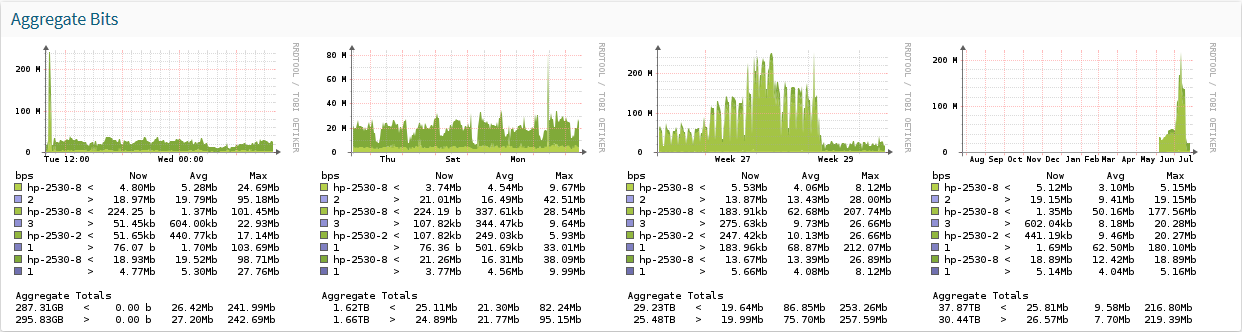 Aggregate Bits
200 M
100 M
0
Tue 12:00 Wed 00:00
RRDTOOL / TOBI OETIKER
bps Now Avg Max
hp-2530-8 < 4.80Mb 5.28Mb 24.69Mb
2 > 18.97Mb 19.79Mb 95.18Mb
hp-2530-8 < 224.25 b 1.37Mb 101.45Mb
3 > 51.45kb 604.00kb 22.93Mb
hp-2530-2 < 51.65kb 440.77kb 17.14Mb
1 > 76.07 b 1.70Mb 103.69Mb
hp-2530-8 < 18.93Mb 19.52Mb 98.71Mb
1 > 4.77Mb 5.30Mb 27.76Mb
Aggregate Totals
287.31GB < 0.00 b 26.42Mb 241.99Mb
295.83GB > 0.00 b 27.20Mb 242.69Mb
80 M
60 M
40 M
20 M
0
Thu Sat Mon
RRDTOOL / TOBI OETIKER
bps Now Avg Max
hp-2530-8 < 3.74Mb 4.54Mb 9.67Mb
2 > 21.01Mb 16.49Mb 42.51Mb
hp-2530-8 < 224.19 b 337.61kb 28.54Mb
3 > 107.82kb 344.47kb 9.64Mb
hp-2530-2 < 107.82kb 249.03kb 5.93Mb
1 > 76.36 b 501.69kb 33.01Mb
hp-2530-8 < 21.26Mb 16.31Mb 38.09Mb
1 > 3.77Mb 4.56Mb 9.99Mb
Aggregate Totals
1.62TB < 25.11Mb 21.30Mb 82.24Mb
1.66TB > 24.89Mb 21.77Mb 95.15Mb
200 M
100 M
0
Week 27 Week 29
RRDTOOL / TOBI OETIKER
bps Now Avg Max
hp-2530-8 < 5.53Mb 4.06Mb 8.12Mb
2 > 13.87Mb 13.43Mb 28.00Mb
hp-2530-8 < 183.91kb 62.68Mb 207.74Mb
3 > 275.63kb 9.73Mb 26.66Mb
hp-2530-2 < 247.42kb 10.13Mb 26.66Mb
1 > 183.96kb 68.87Mb 212.07Mb
hp-2530-8 < 13.67Mb 13.39Mb 26.89Mb
1 > 5.66Mb 4.08Mb 8.12Mb
Aggregate Totals
29.23TB < 19.64Mb 86.85Mb 253.26Mb
25.48TB > 19.99Mb 75.70Mb 257.59Mb
200 M
100 M
0
Aug Sep Oct Nov Dec Jan Feb Mar Apr May Jun Jul
RRDTOOL / TOBI OETIKER
bps Now Avg Max
hp-2530-8 < 5.12Mb 3.10Mb 5.15Mb
2 > 19.15Mb 9.41Mb 19.15Mb
hp-2530-8 < 1.35Mb 50.16Mb 177.56Mb
3 > 602.04kb 8.18Mb 20.28Mb
hp-2530-2 < 441.19kb 9.46Mb 20.27Mb
1 > 1.69Mb 62.50Mb 180.10Mb
hp-2530-8 < 18.89Mb 12.42Mb 18.89Mb
1 > 5.14Mb 4.04Mb 5.16Mb
Aggregate Totals
37.87TB < 25.81Mb 9.58Mb 216.80Mb
30.44TB > 26.57Mb 7.70Mb 219.39Mb